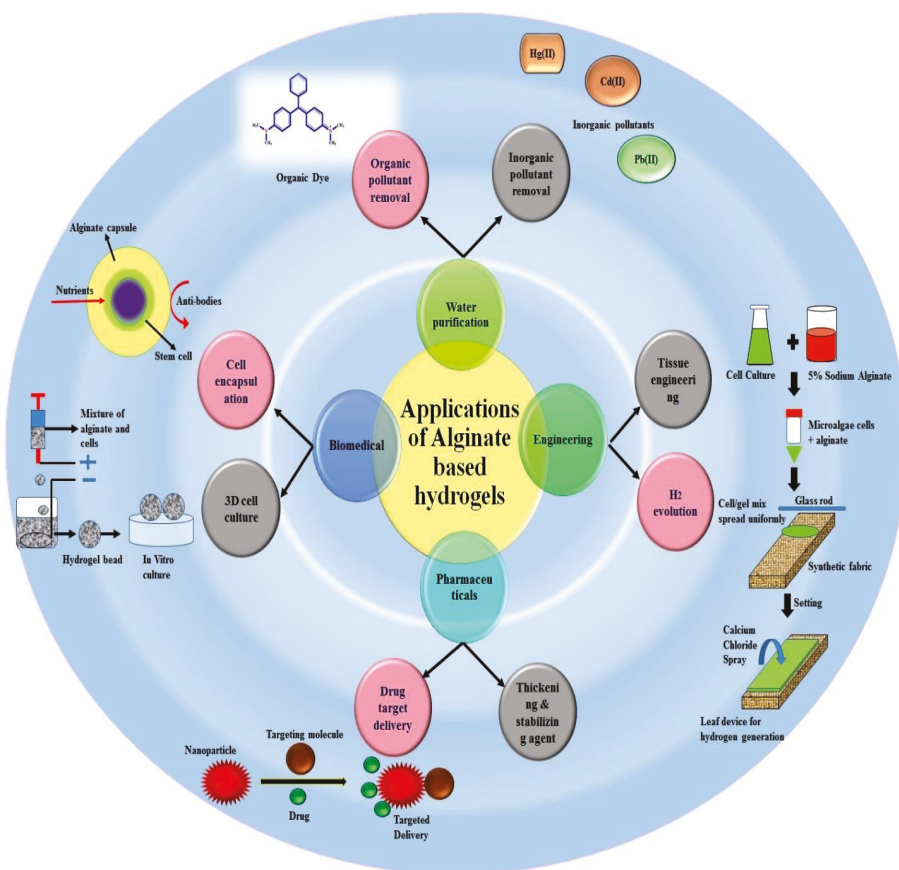 Hg(II)
Cd(II)
Inorganic pollutants
Pb(II)
H₃C
CH₃
CH₃
CH₃
Organic Dye
Organic
pollutant
removal
Inorganic
pollutant
removal
Alginate capsule
Nutrients
Anti-bodies
Stem cell
Water
purification
Cell
encapsul
ation
Tissue
engineeri
ng
Cell Culture
+
5% Sodium Alginate
Mixture of
alginate and
cells
+
−
Biomedical
Applications
of Alginate
based
hydrogels
Engineering
Microalgae cells
+ alginate
3D cell
culture
H2
evolution
Glass rod
Cell/gel mix
spread uniformly
Hydrogel bead
In Vitro
culture
Synthetic fabric
Pharmaceu
ticals
Setting
Calcium
Chloride
Spray
Drug
target
delivery
Thickeni
ng &
stabilizin
g agent
Leaf device for
hydrogen generation
Nanoparticle
Targeting molecule
Drug
Targeted
Delivery